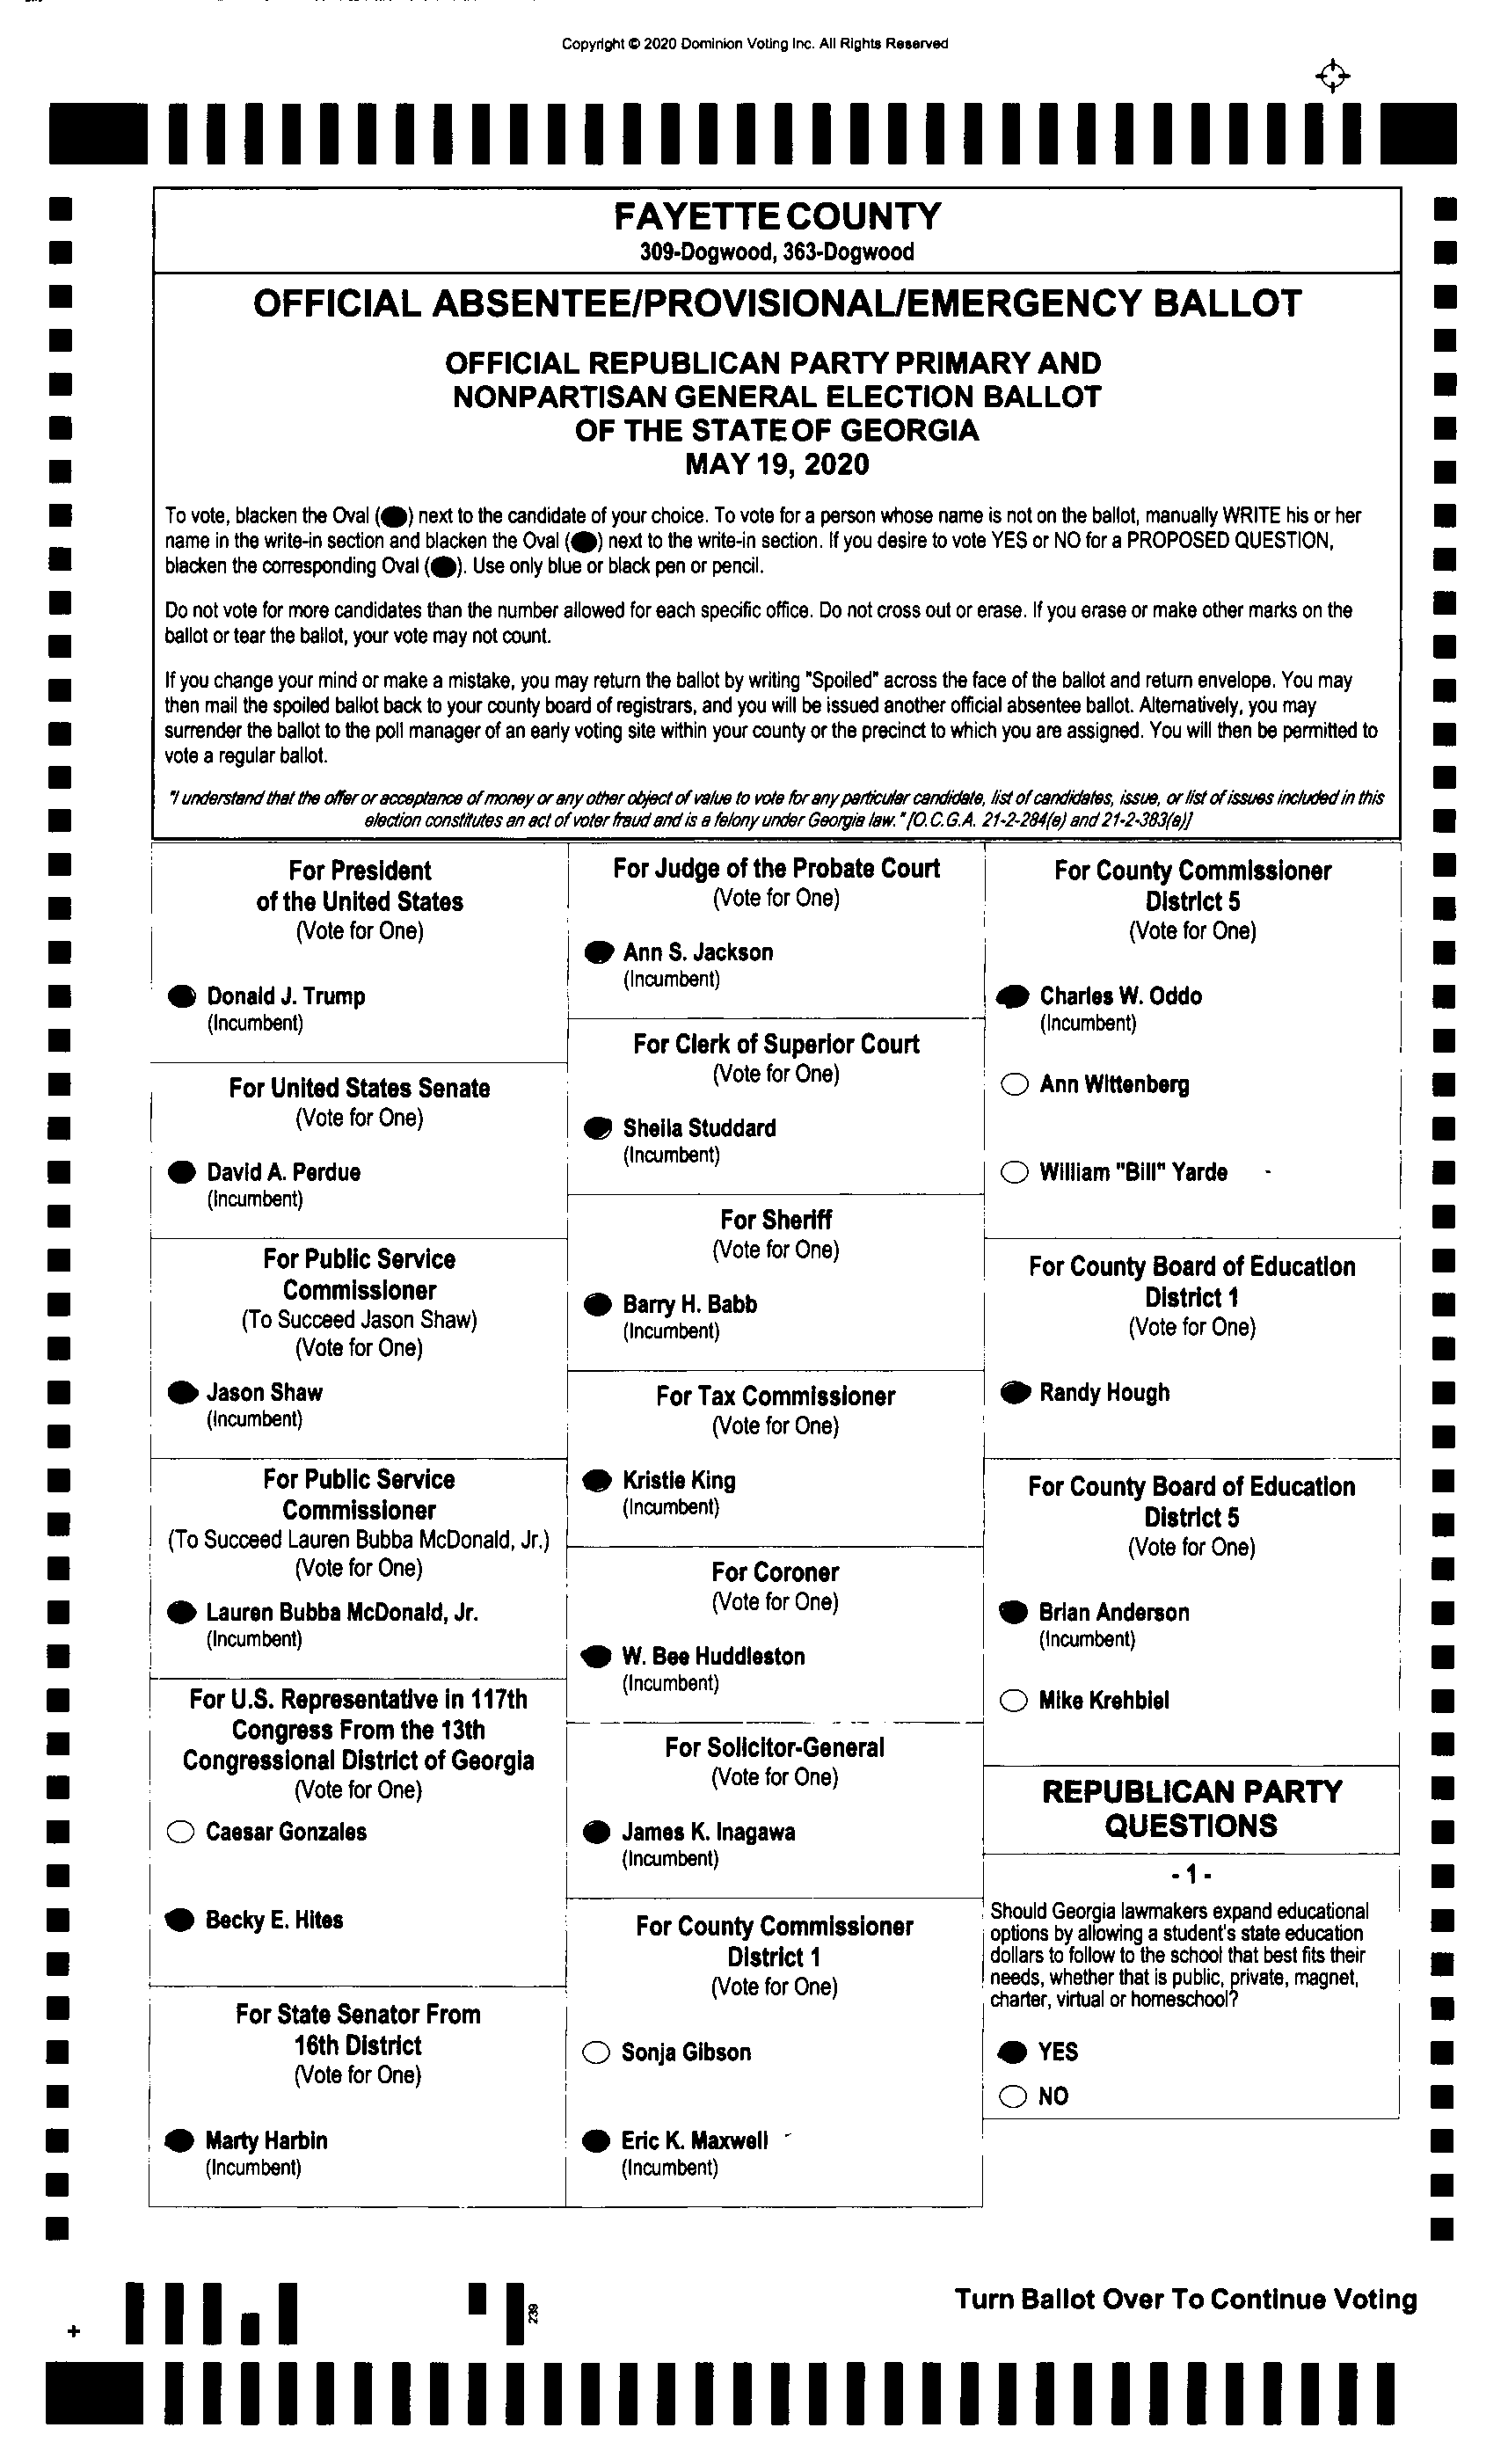 Copyright © 2020 Dominion Voting Inc. All Rights Reserved
FAYETTE COUNTY
309-Dogwood, 363-Dogwood
OFFICIAL ABSENTEE/PROVISIONAL/EMERGENCY BALLOT
OFFICIAL REPUBLICAN PARTY PRIMARY AND
NONPARTISAN GENERAL ELECTION BALLOT
OF THE STATE OF GEORGIA
MAY 19, 2020
To vote, blacken the Oval ( ) next to the candidate of your choice. To vote for a person whose name is not on the ballot, manually WRITE his or her
name in the write-in section and blacken the Oval ( ) next to the write-in section. If you desire to vote YES or NO for a PROPOSED QUESTION,
blacken the corresponding Oval ( ). Use only blue or black pen or pencil.
Do not vote for more candidates than the number allowed for each specific office. Do not cross out or erase. If you erase or make other marks on the
ballot or tear the ballot, your vote may not count.
If you change your mind or make a mistake, you may return the ballot by writing "Spoiled" across the face of the ballot and return envelope. You may
then mail the spoiled ballot back to your county board of registrars, and you will be issued another official absentee ballot. Alternatively, you may
surrender the ballot to the poll manager of an early voting site within your county or the precinct to which you are assigned. You will then be permitted to
vote a regular ballot.
"I understand that the offer or acceptance of money or any other object of value to vote for any particular candidate, list of candidates, issue, or list of issues included in this
election constitutes an act of voter fraud and is a felony under Georgia law." [O.C.G.A. 21-2-284(e) and 21-2-383(a)]
For President
of the United States
(Vote for One)
Donald J. Trump
(Incumbent)
For United States Senate
(Vote for One)
David A. Perdue
(Incumbent)
For Public Service
Commissioner
(To Succeed Jason Shaw)
(Vote for One)
Jason Shaw
(Incumbent)
For Public Service
Commissioner
(To Succeed Lauren Bubba McDonald, Jr.)
(Vote for One)
Lauren Bubba McDonald, Jr.
(Incumbent)
For U.S. Representative in 117th
Congress From the 13th
Congressional District of Georgia
(Vote for One)
Caesar Gonzales
Becky E. Hites
For State Senator From
16th District
(Vote for One)
Marty Harbin
(Incumbent)
For Judge of the Probate Court
(Vote for One)
Ann S. Jackson
(Incumbent)
For Clerk of Superior Court
(Vote for One)
Sheila Studdard
(Incumbent)
For Sheriff
(Vote for One)
Barry H. Babb
(Incumbent)
For Tax Commissioner
(Vote for One)
Kristie King
(Incumbent)
For Coroner
(Vote for One)
W. Bee Huddleston
(Incumbent)
For Solicitor-General
(Vote for One)
James K. Inagawa
(Incumbent)
For County Commissioner
District 1
(Vote for One)
Sonja Gibson
Eric K. Maxwell
(Incumbent)
For County Commissioner
District 5
(Vote for One)
Charles W. Oddo
(Incumbent)
Ann Wittenberg
William "Bill" Yarde
For County Board of Education
District 1
(Vote for One)
Randy Hough
For County Board of Education
District 5
(Vote for One)
Brian Anderson
(Incumbent)
Mike Krehbiel
REPUBLICAN PARTY
QUESTIONS
- 1 -
Should Georgia lawmakers expand educational
options by allowing a student's state education
dollars to follow to the school that best fits their
needs, whether that is public, private, magnet,
charter, virtual or homeschool?
YES
NO
239
Turn Ballot Over To Continue Voting